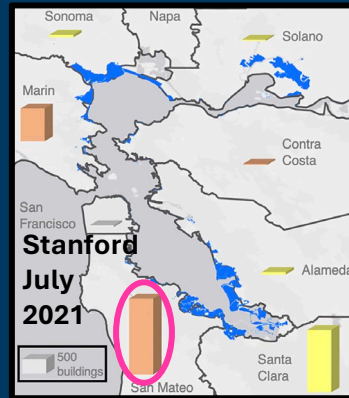 Sonoma
Napa
Solano
Marin
Contra
Costa
San
Francisco
Stanford
July
2021
Alameda
500
buildings
Santa
Clara
San Mateo